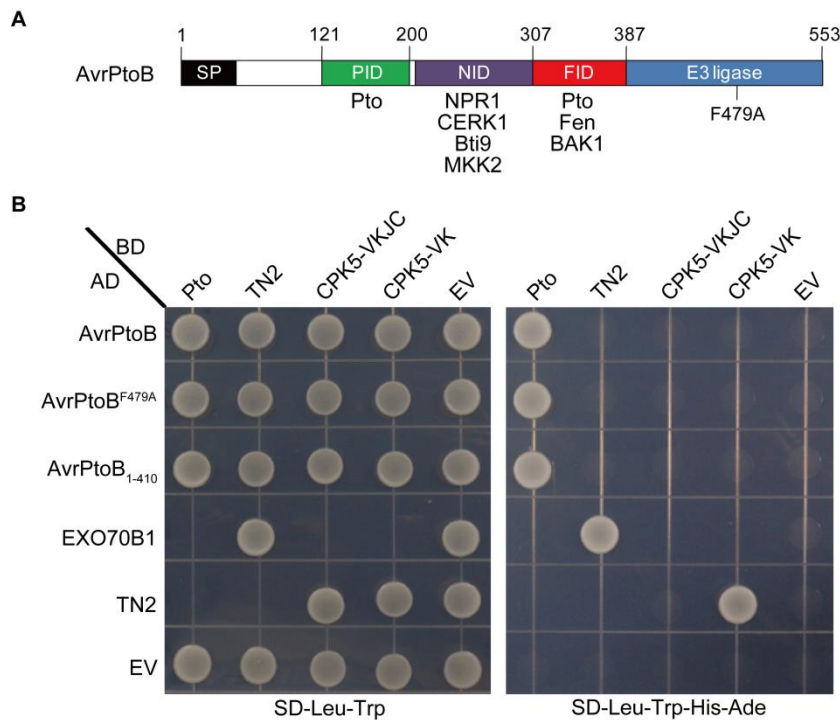 A
1 121 200 307 387 553
AvrPtoB SP PID NID FID E3 ligase
Pto NPR1 Pto F479A
CERK1 Fen
Bti9 BAK1
MKK2
B
BD
AD
Pto TN2 CPK5-VKJC CPK5-VK EV Pto TN2 CPK5-VKJC CPK5-VK EV
AvrPtoB
AvrPtoBF479A
AvrPtoB1-410
EXO70B1
TN2
EV
SD-Leu-Trp SD-Leu-Trp-His-Ade